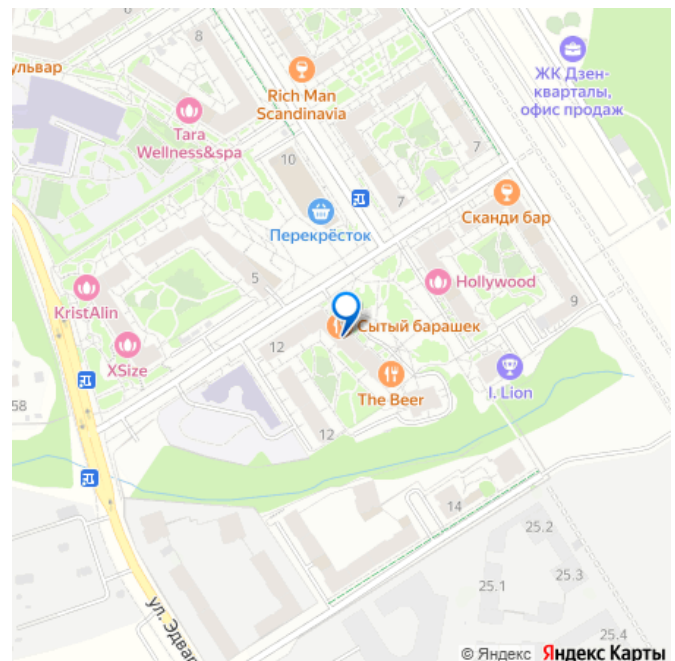 8
ульвар
Rich Man
Scandinavia
ЖК Дзен-
кварталы,
офис продаж
Tara
Wellness&spa
10
7
7
Перекрёсток
Сканди бар
5
Hollywood
9
KristAlin
XSize
12
Сытый барашек
The Beer
I. Lion
58
12
14
25.2
25.1
25.3
25.4
ул. Эдвар
© Яндекс Яндекс Карты